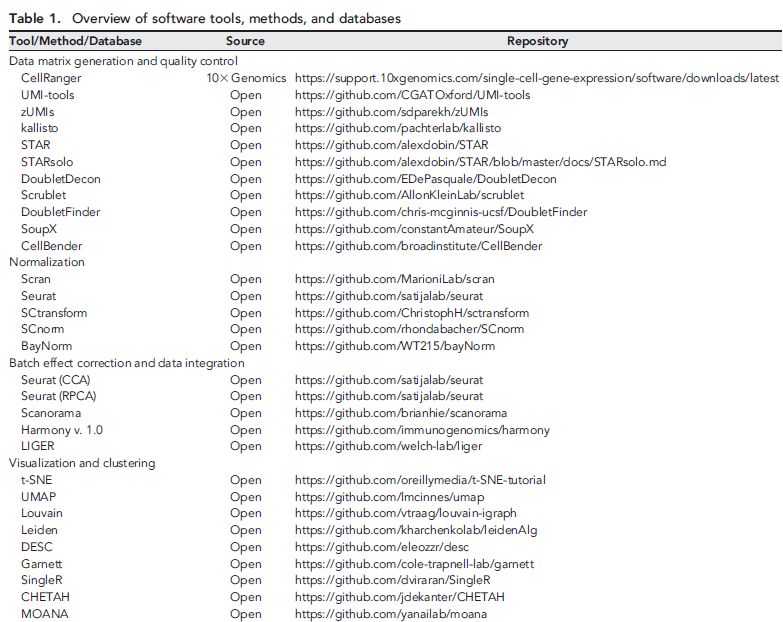 Table 1. Overview of software tools, methods, and databases
Tool/Method/Database Source Repository
Data matrix generation and quality control
CellRanger 10× Genomics https://support.10xgenomics.com/single-cell-gene-expression/software/downloads/latest
UMI-tools Open https://github.com/CGATOxford/UMI-tools
zUMIs Open https://github.com/sdparekh/zUMIs
kallisto Open https://github.com/pachterlab/kallisto
STAR Open https://github.com/alexdobin/STAR
STARsolo Open https://github.com/alexdobin/STAR/blob/master/docs/STARsolo.md
DoubletDecon Open https://github.com/EDePasquale/DoubletDecon
Scrublet Open https://github.com/AllonKleinLab/scrublet
DoubletFinder Open https://github.com/chris-mcginnis-ucsf/DoubletFinder
SoupX Open https://github.com/constantAmateur/SoupX
CellBender Open https://github.com/broadinstitute/CellBender
Normalization
Scran Open https://github.com/MarioniLab/scran
Seurat Open https://github.com/satijalab/seurat
SCtransform Open https://github.com/ChristophH/sctransform
SCnorm Open https://github.com/rhondabacher/SCnorm
BayNorm Open https://github.com/WT215/bayNorm
Batch effect correction and data integration
Seurat (CCA) Open https://github.com/satijalab/seurat
Seurat (RPCA) Open https://github.com/satijalab/seurat
Scanorama Open https://github.com/brianhie/scanorama
Harmony v. 1.0 Open https://github.com/immunogenomics/harmony
LIGER Open https://github.com/welch-lab/liger
Visualization and clustering
t-SNE Open https://github.com/oreillymedia/t-SNE-tutorial
UMAP Open https://github.com/lmcinnes/umap
Louvain Open https://github.com/vtraag/louvain-igraph
Leiden Open https://github.com/kharchenkolab/leidenAlg
DESC Open https://github.com/eleozzr/desc
Garnett Open https://github.com/cole-trapnell-lab/garnett
SingleR Open https://github.com/dviraran/SingleR
CHETAH Open https://github.com/jdekanter/CHETAH
MOANA Open https://github.com/yanailab/moana